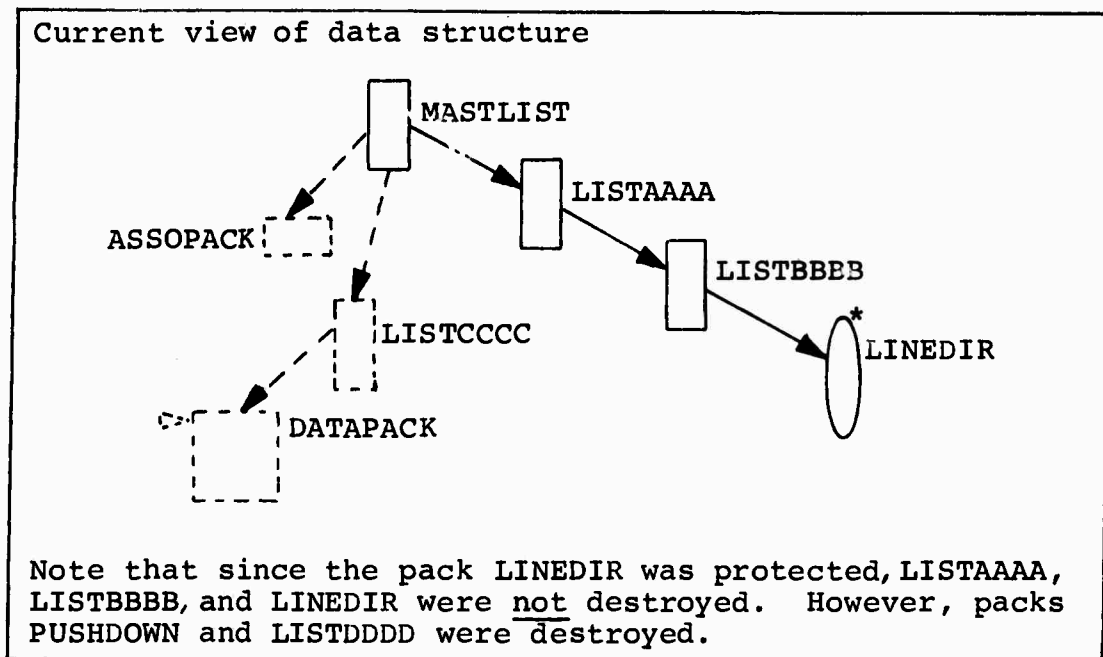 Current view of data structure
MASTLIST
LISTAAAA
ASSOPACK
LISTBBBB
LISTCCCC
*
LINEDIR
DATAPACK
Note that since the pack LINEDIR was protected, LISTAAAA,
LISTBBBB, and LINEDIR were not destroyed. However, packs
PUSHDOWN and LISTDDDD were destroyed.